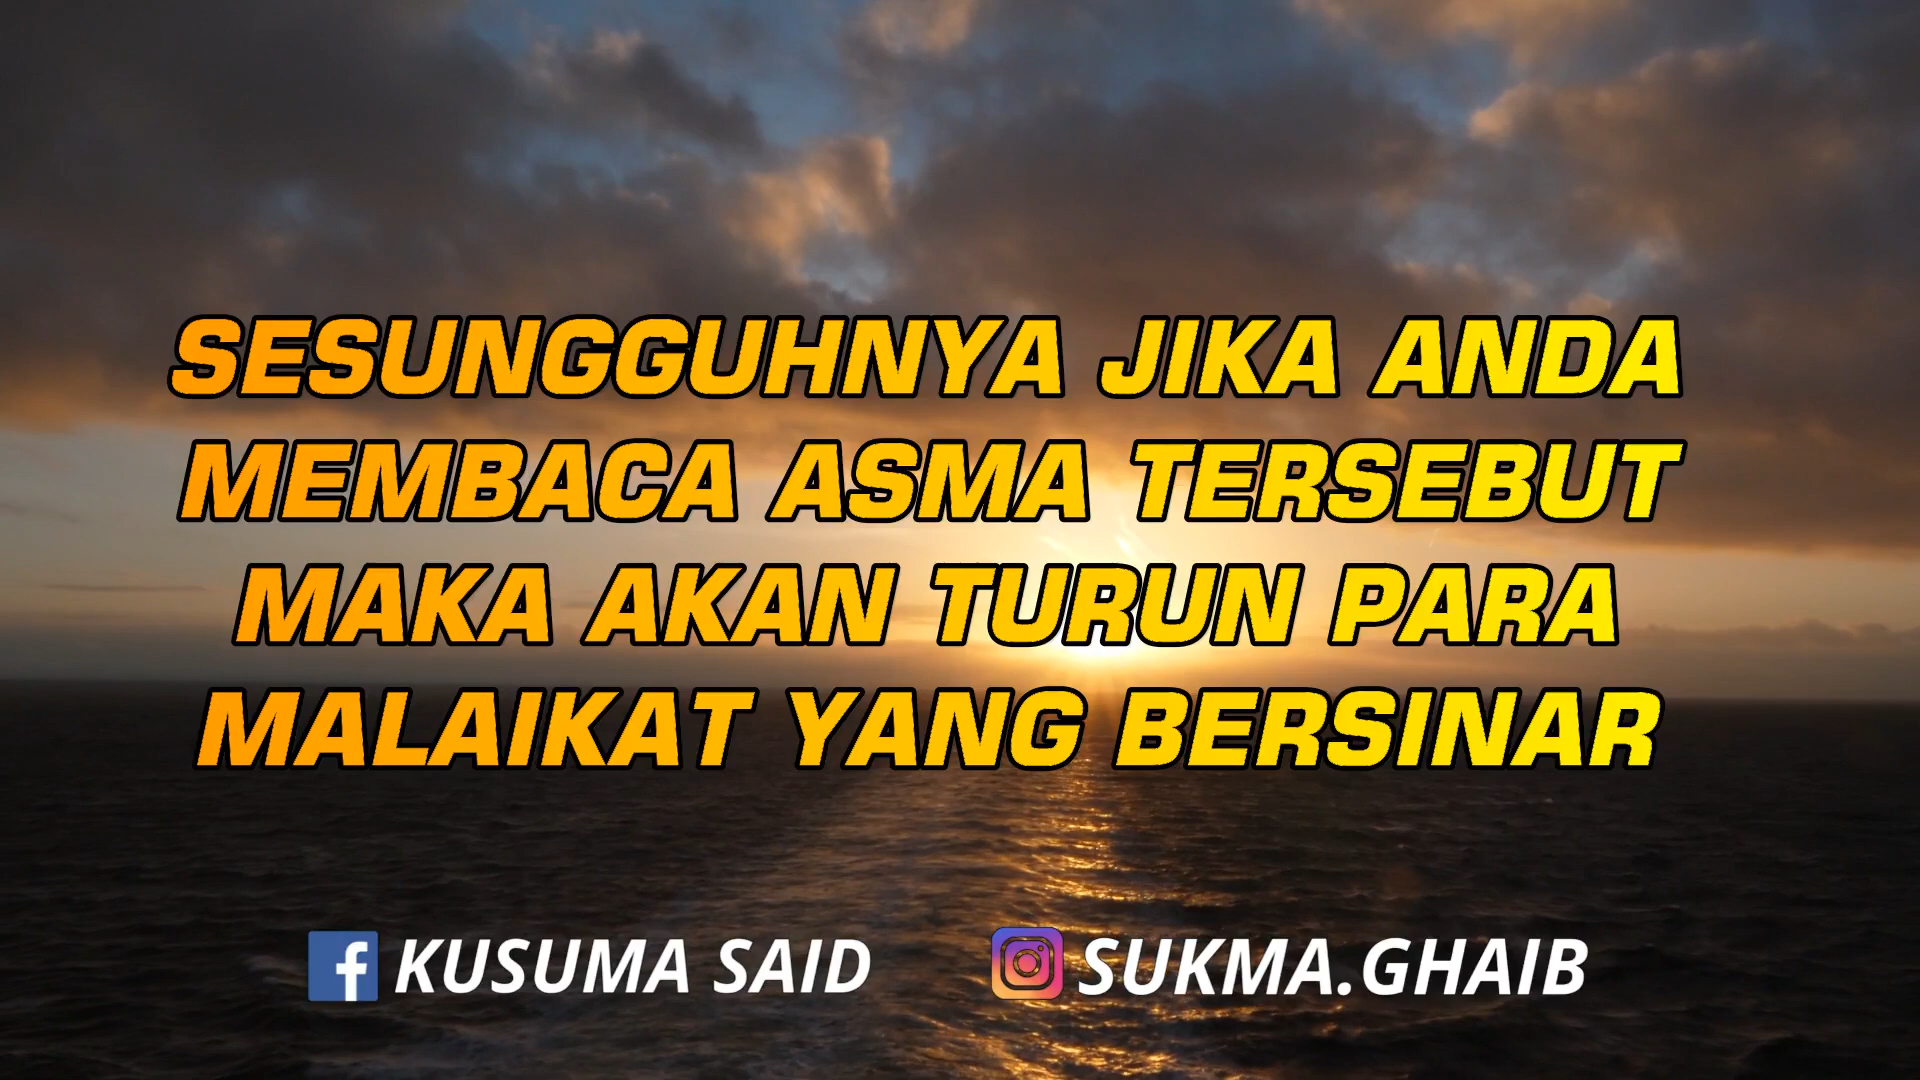 SESUNGGUHNYA JIKA ANDA
MEMBACA ASMA TERSEBUT
MAKA AKAN TURUN PARA
MALAIKAT YANG BERSINAR
KUSUMA SAID
SUKMA.GHAIB